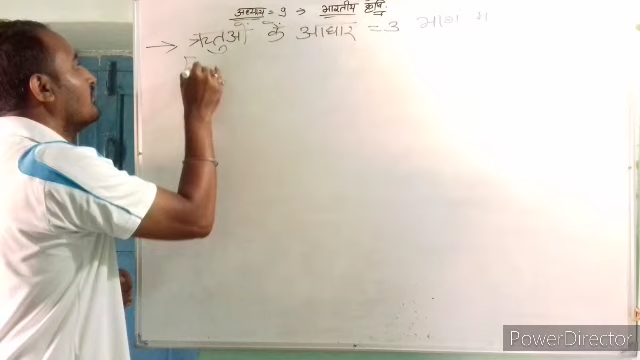 अध्याय = 9 → भारतीय कृषि
→ ऋतुओं के आधार = 3 भाग म
PowerDirector